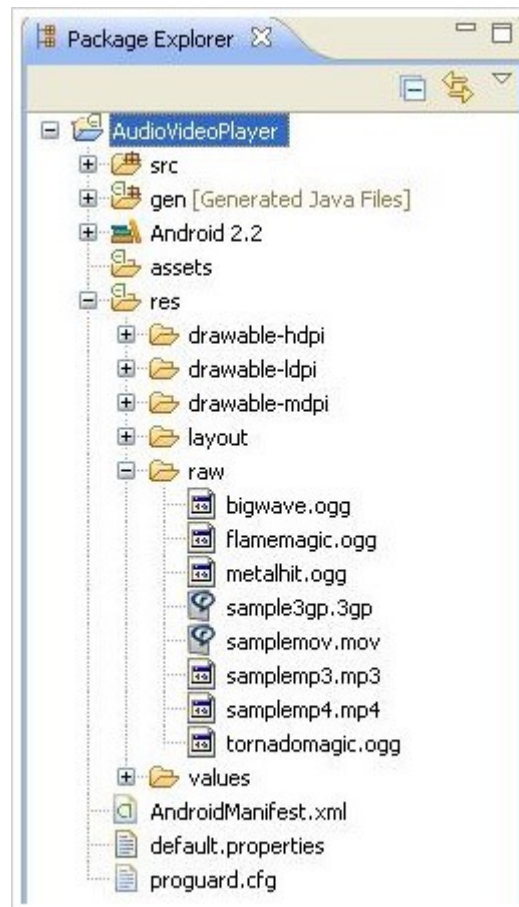 Package Explorer
AudioVideoPlayer
src
gen [Generated Java Files]
Android 2.2
assets
res
drawable-hdpi
drawable-ldpi
drawable-mdpi
layout
raw
bigwave.ogg
flamemagic.ogg
metalhit.ogg
sample3gp.3gp
samplemov.mov
samplemp3.mp3
samplemp4.mp4
tornadomagic.ogg
values
AndroidManifest.xml
default.properties
proguard.cfg